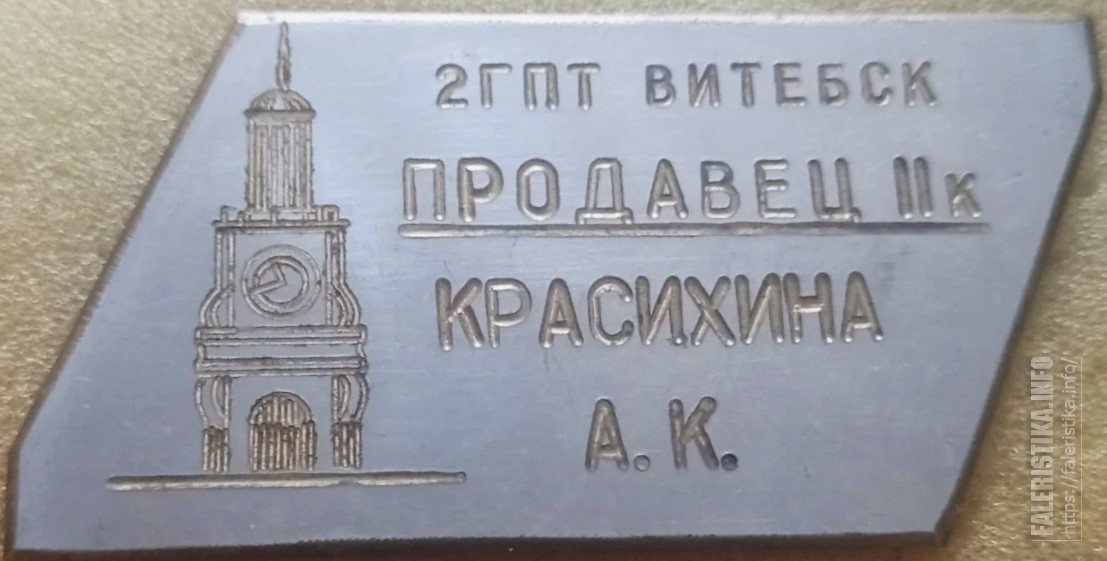 2ГПТ ВИТЕБСК
ПРОДАВЕЦ IIк
КРАСИХИНА
А.К.
FALERISTIKA.INFO
https://faleristika.info/